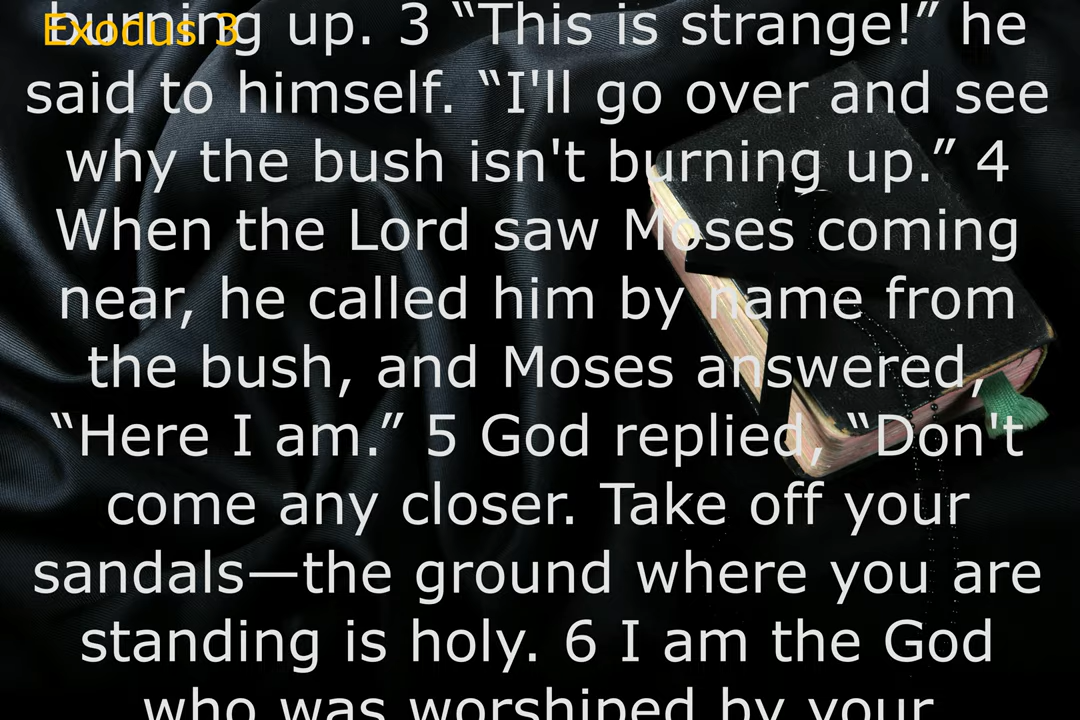 Exodus 3
burning up. 3 “This is strange!” he
said to himself. “I'll go over and see
why the bush isn't burning up.” 4
When the Lord saw Moses coming
near, he called him by name from
the bush, and Moses answered,
“Here I am.” 5 God replied, “Don't
come any closer. Take off your
sandals—the ground where you are
standing is holy. 6 I am the God
who was worshiped by your